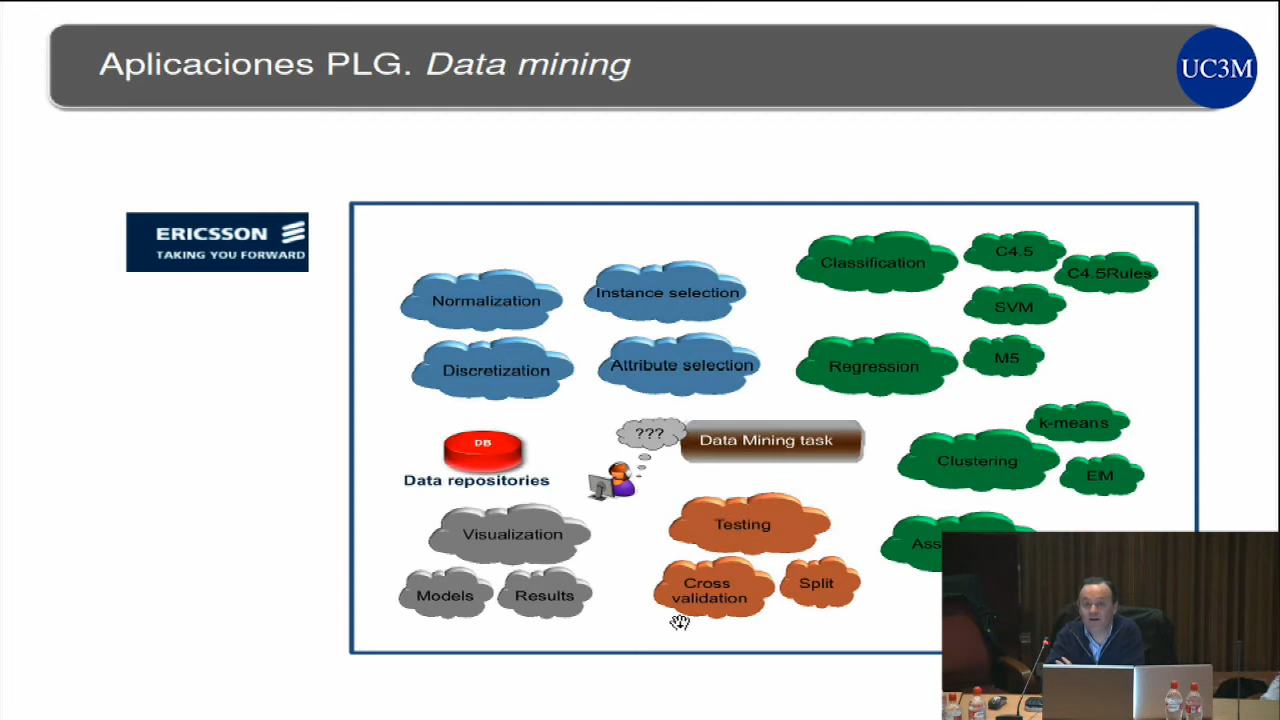 Aplicaciones PLG. Data mining
UC3M
ERICSSON
TAKING YOU FORWARD
Normalization
Instance selection
Discretization
Attribute selection
Classification
C4.5
C4.5Rules
SVM
Regression
M5
DB
Data repositories
???
Data Mining task
k-means
Clustering
EM
Visualization
Models
Results
Testing
Cross
validation
Split